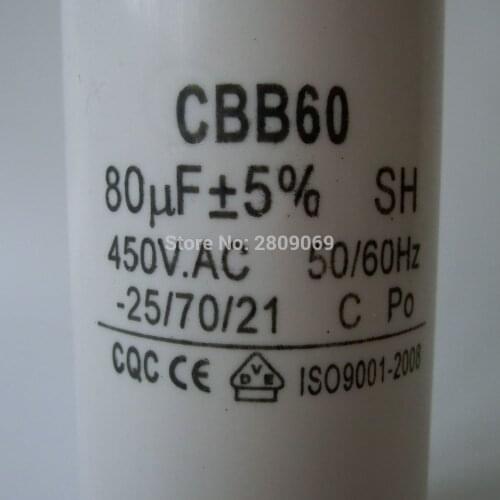 CBB60
80µF±5% SH
Store No: 2809069
450V.AC 50/60Hz
-25/70/21 C Po
CQC CE DVE ISO9001-2008